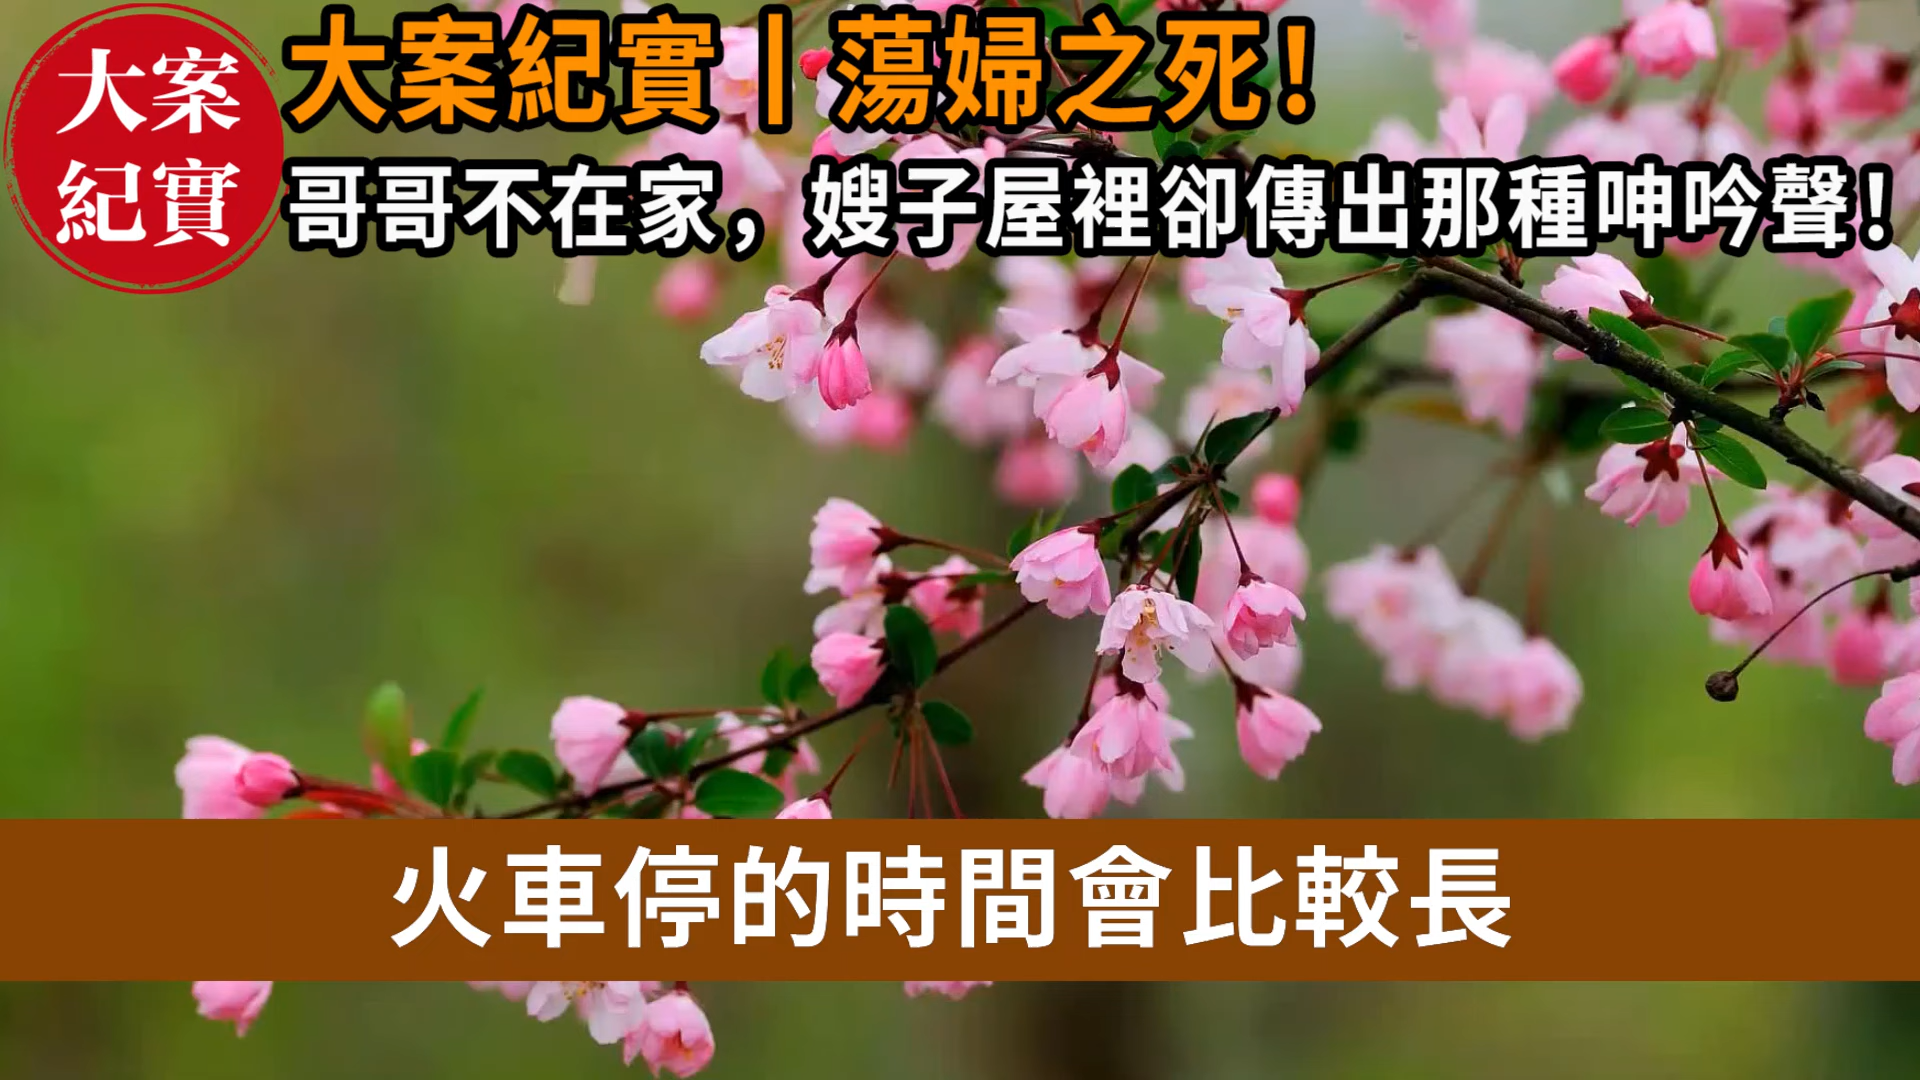 大案
紀實
大案紀實丨蕩婦之死!
哥哥不在家，嫂子屋裡卻傳出那種呻吟聲!
火車停的時間會比較長